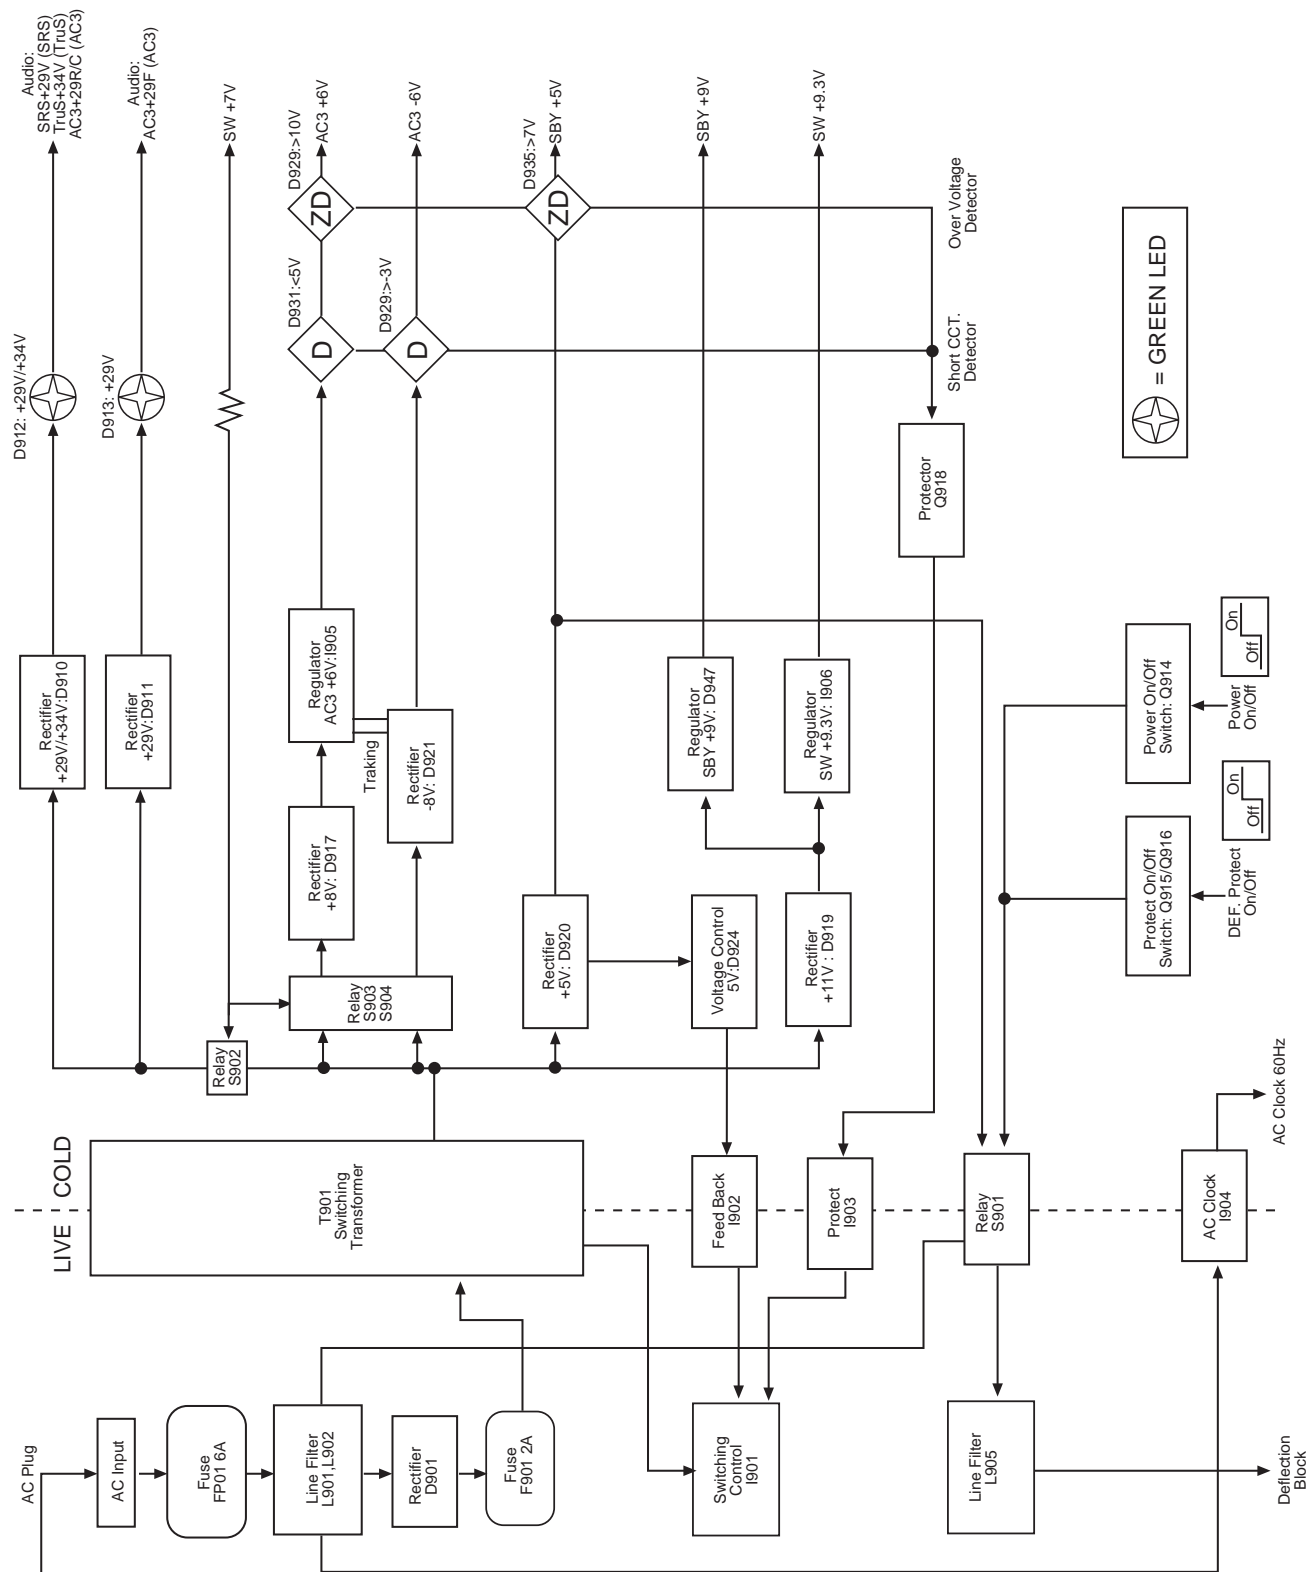 Audio:
SRS+29V (SRS)
TruS+34V (TruS)
AC3+29R/C (AC3)
Audio:
AC3+29F (AC3)
SW +7V
D929:>10V
AC3 +6V
AC3 -6V
D935:>7V
SBY +5V
SBY +9V
SW +9.3V
ZD
ZD
Over Voltage
Detector
D931:<5V
D929:>-3V
D
D
Short CCT.
Detector
D912: +29V/+34V
D913: +29V
= GREEN LED
Protector
Q918
Rectifier
+29V/+34V:D910
Rectifier
+29V:D911
Regulator
AC3 +6V:I905
Traking
Rectifier
-8V: D921
Rectifier
+8V: D917
Regulator
SBY +9V: D947
Regulator
SW +9.3V: I906
Power On/Off
Switch: Q914
Power
On/Off
On
Off
Protect On/Off
Switch: Q915/Q916
DEF. Protect
On/Off
On
Off
Relay
S902
Relay
S903
S904
Rectifier
+5V: D920
Voltage Control
5V:D924
Rectifier
+11V : D919
AC Clock 60Hz
COLD
LIVE
T901
Switching
Transformer
Feed Back
I902
Protect
I903
Relay
S901
AC Clock
I904
AC Plug
AC Input
Fuse
FP01 6A
Line Filter
L901,L902
Rectifier
D901
Fuse
F901 2A
Switching
Control
I901
Line Filter
L905
Deflection
Block